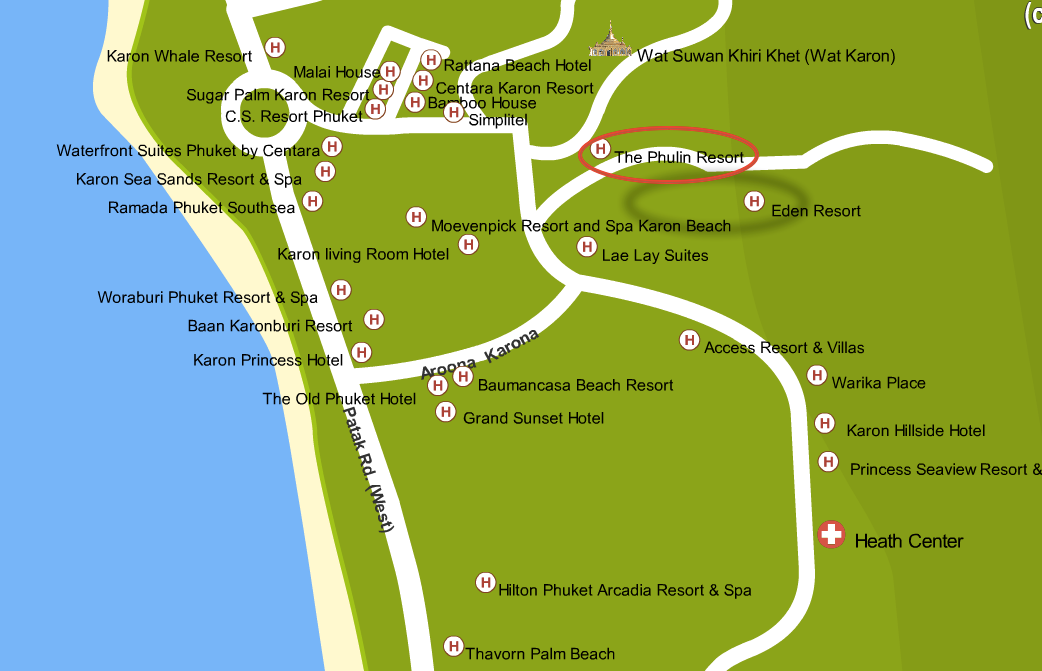 (c
Karon Whale Resort
Wat Suwan Khiri Khet (Wat Karon)
Rattana Beach Hotel
Malai House
Centara Karon Resort
Sugar Palm Karon Resort
Bamboo House
C.S. Resort Phuket
Simplitel
Waterfront Suites Phuket by Centara
The Phulin Resort
Karon Sea Sands Resort & Spa
Ramada Phuket Southsea
Eden Resort
Moevenpick Resort and Spa Karon Beach
Karon living Room Hotel
Lae Lay Suites
Woraburi Phuket Resort & Spa
Baan Karonburi Resort
Aroona Karona
Access Resort & Villas
Karon Princess Hotel
Baumancasa Beach Resort
Warika Place
The Old Phuket Hotel
Grand Sunset Hotel
Karon Hillside Hotel
Patak Rd. (West)
Princess Seaview Resort &
Heath Center
Hilton Phuket Arcadia Resort & Spa
Thavorn Palm Beach